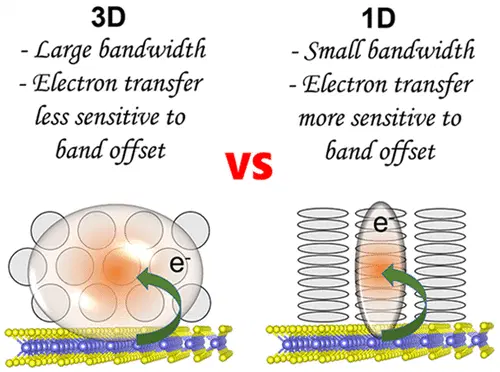 3D
- Large bandwidth
- Electron transfer
less sensitive to
band offset
vs
1D
- Small bandwidth
- Electron transfer
more sensitive to
band offset
e-
e-